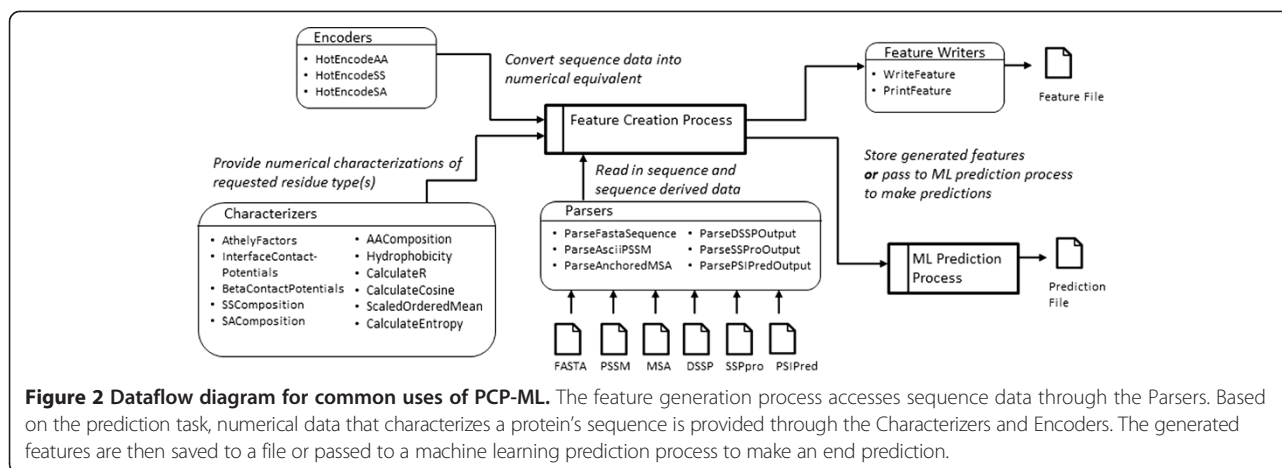 Encoders
• HotEncodeAA
• HotEncodeSS
• HotEncodeSA
Convert sequence data into
numerical equivalent
Feature Creation Process
Feature Writers
• WriteFeature
• PrintFeature
Feature File
Provide numerical characterizations of
requested residue type(s)
Read in sequence and
sequence derived data
Store generated features
or pass to ML prediction process
to make predictions
Characterizers
• AthelyFactors
• InterfaceContact-
Potentials
• BetaContactPotentials
• SSComposition
• SAComposition
• AAComposition
• Hydrophobicity
• CalculateR
• CalculateCosine
• ScaledOrderedMean
• CalculateEntropy
Parsers
• ParseFastaSequence
• ParseAsciiPSSM
• ParseAnchoredMSA
• ParseDSSPOutput
• ParseSSProOutput
• ParsePSIPredOutput
ML Prediction
Process
Prediction
File
FASTA PSSM MSA DSSP SSPpro PSIPred
Figure 2 Dataflow diagram for common uses of PCP-ML. The feature generation process accesses sequence data through the Parsers. Based
on the prediction task, numerical data that characterizes a protein's sequence is provided through the Characterizers and Encoders. The generated
features are then saved to a file or passed to a machine learning prediction process to make an end prediction.